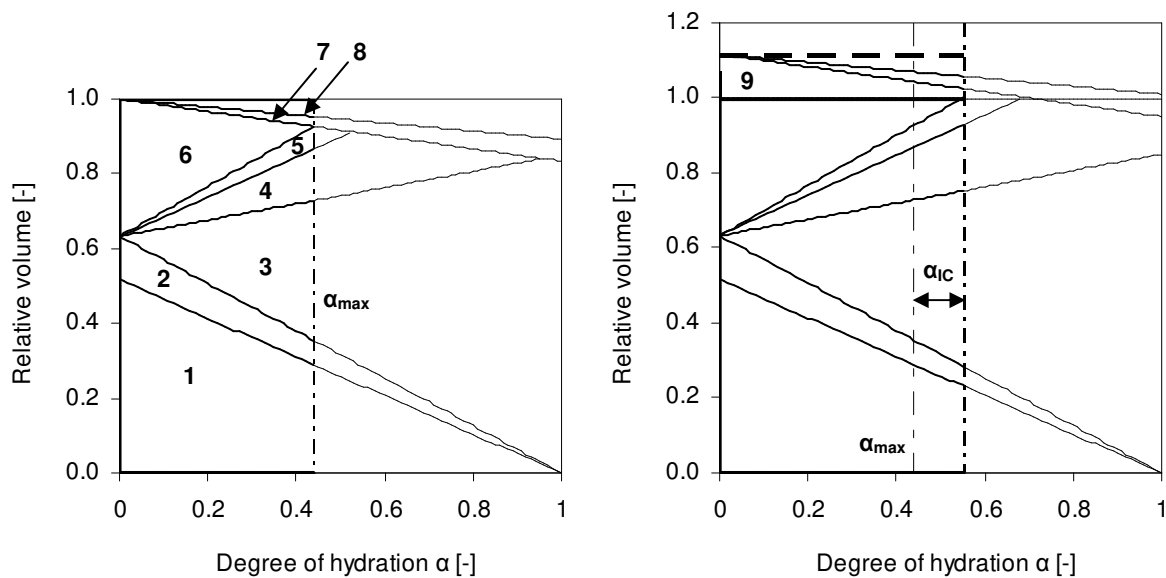 7 8
1.0
0.8
0.6
0.4
0.2
0.0
Relative volume [-]
6
5
4
3
2
1
αmax
0 0.2 0.4 0.6 0.8 1
Degree of hydration α [-]
1.2
1.0
0.8
0.6
0.4
0.2
0.0
Relative volume [-]
9
αIC
αmax
0 0.2 0.4 0.6 0.8 1
Degree of hydration α [-]